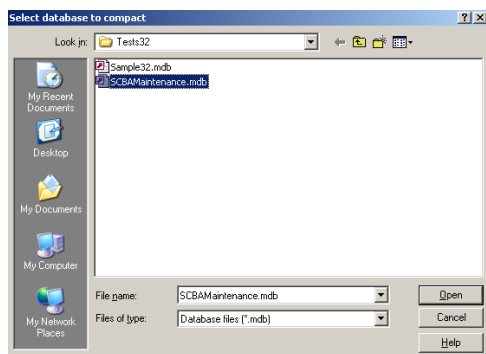 Select database to compact
Look in: Tests32
Sample32.mdb
SCBAMaintenance.mdb
My Recent
Documents
Desktop
My Documents
My Computer
My Network
Places
File name: SCBAMaintenance.mdb Open
Files of type: Database files (*.mdb) Cancel
Help